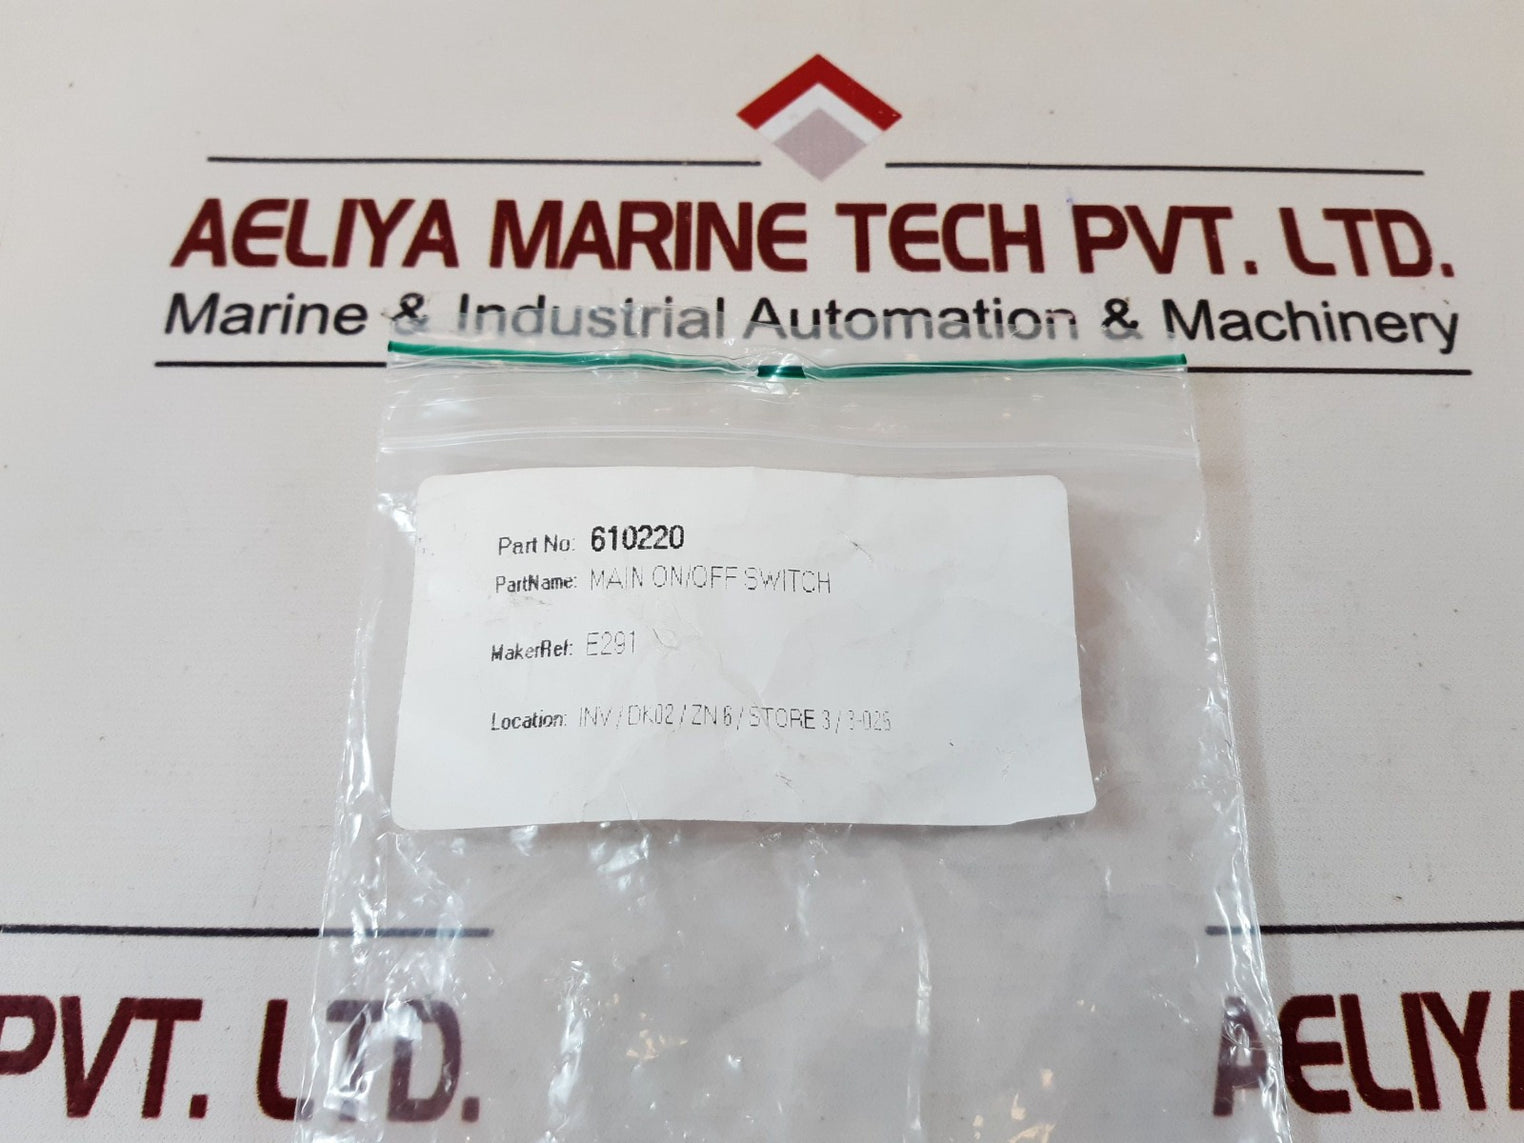 AELIYA MARINE TECH PVT. LTD.
Marine & Industrial Automation & Machinery
Part No: 610220
PartName: MAIN ON/OFF SWITCH
MakerRef: E291
Location: INV / DK02 / ZN 6 / STORE 3 / 3-025
PVT. LTD.
AELIY